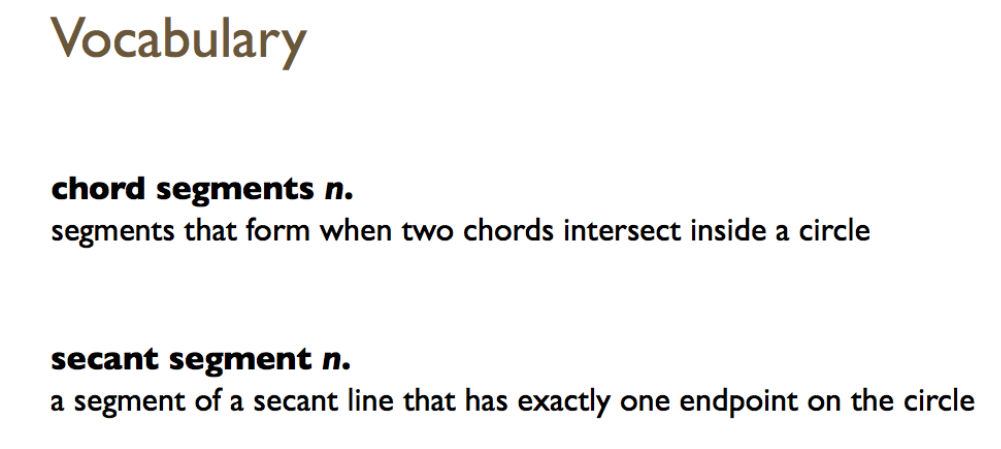 Vocabulary
chord segments n.
segments that form when two chords intersect inside a circle
secant segment n.
a segment of a secant line that has exactly one endpoint on the circle